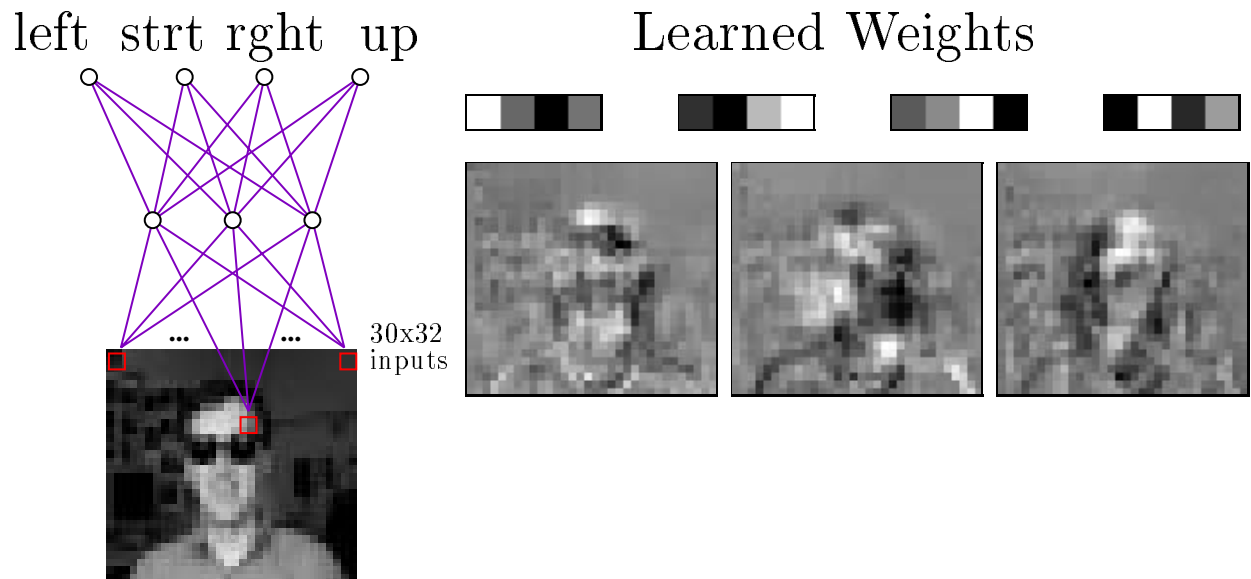 left strt rght up
Learned Weights
... ...
30x32
inputs